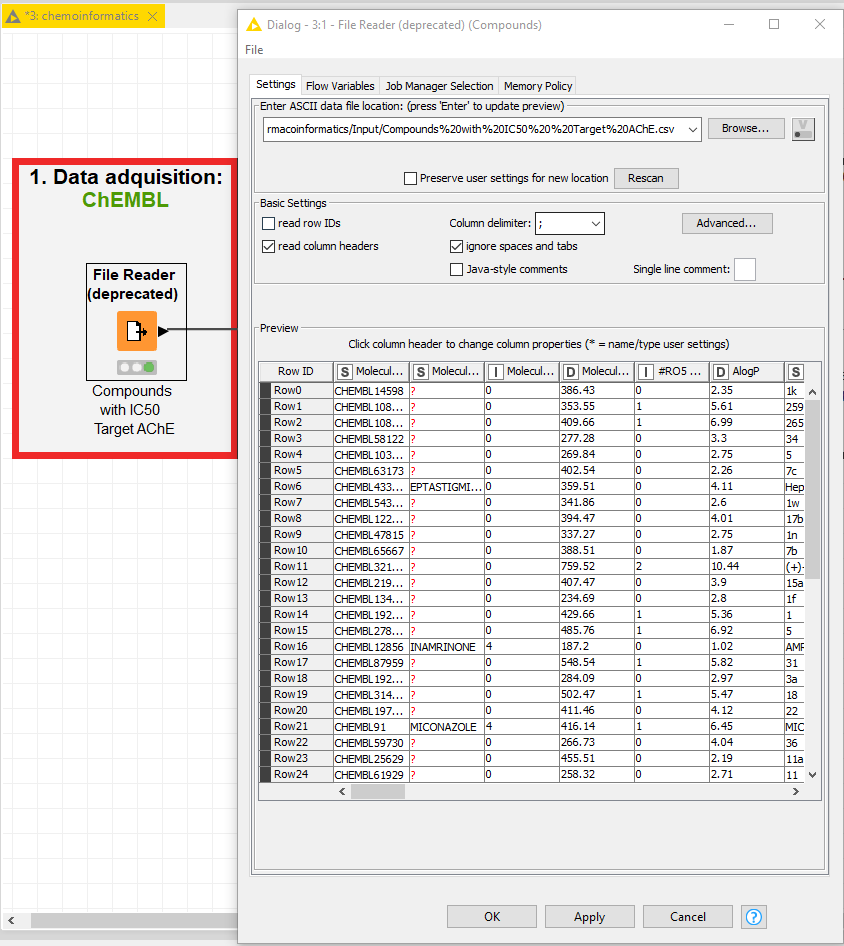 *3: chemoinformatics
1. Data adquisition:
ChEMBL
File Reader
(deprecated)
Compounds
with IC50
Target AChE
Dialog - 3:1 - File Reader (deprecated) (Compounds)
File
Settings Flow Variables Job Manager Selection Memory Policy
Enter ASCII data file location: (press 'Enter' to update preview)
rmacoinformatics/Input/Compounds%20with%20IC50%20%20Target%20AChE.csv Browse... V
Preserve user settings for new location Rescan
Basic Settings
read row IDs Column delimiter: ; Advanced...
read column headers ignore spaces and tabs
Java-style comments Single line comment:
Preview
Click column header to change column properties (* = name/type user settings)
Row ID S Molecul... S Molecul... I Molecul... D Molecul... I #RO5 ... D AlogP S
Row0 CHEMBL14598 ? 0 386.43 0 2.35 1k
Row1 CHEMBL108... ? 0 353.55 1 5.61 259
Row2 CHEMBL108... ? 0 409.66 1 6.99 265
Row3 CHEMBL58122 ? 0 277.28 0 3.3 34
Row4 CHEMBL103... ? 0 269.84 0 2.75 5
Row5 CHEMBL63173 ? 0 402.54 0 2.26 7c
Row6 CHEMBL433... EPTASTIGMI... 0 359.51 0 4.11 Hep
Row7 CHEMBL543... ? 0 341.86 0 2.6 1w
Row8 CHEMBL122... ? 0 394.47 0 4.01 17b
Row9 CHEMBL47815 ? 0 337.27 0 2.75 1n
Row10 CHEMBL65667 ? 0 388.51 0 1.87 7b
Row11 CHEMBL321... ? 0 759.52 2 10.44 (+)-
Row12 CHEMBL219... ? 0 407.47 0 3.9 15a
Row13 CHEMBL134... ? 0 234.69 0 2.8 1f
Row14 CHEMBL192... ? 0 429.66 1 5.36 1
Row15 CHEMBL278... ? 0 485.76 1 6.92 5
Row16 CHEMBL12856 INAMRINONE 4 187.2 0 1.02 AMR
Row17 CHEMBL87959 ? 0 548.54 1 5.82 31
Row18 CHEMBL192... ? 0 284.09 0 2.97 3a
Row19 CHEMBL314... ? 0 502.47 1 5.47 18
Row20 CHEMBL197... ? 0 411.46 0 4.12 22
Row21 CHEMBL91 MICONAZOLE 4 416.14 1 6.45 MIC
Row22 CHEMBL59730 ? 0 266.73 0 4.04 36
Row23 CHEMBL25629 ? 0 455.51 0 2.19 11a
Row24 CHEMBL61929 ? 0 258.32 0 2.71 11
OK Apply Cancel ?